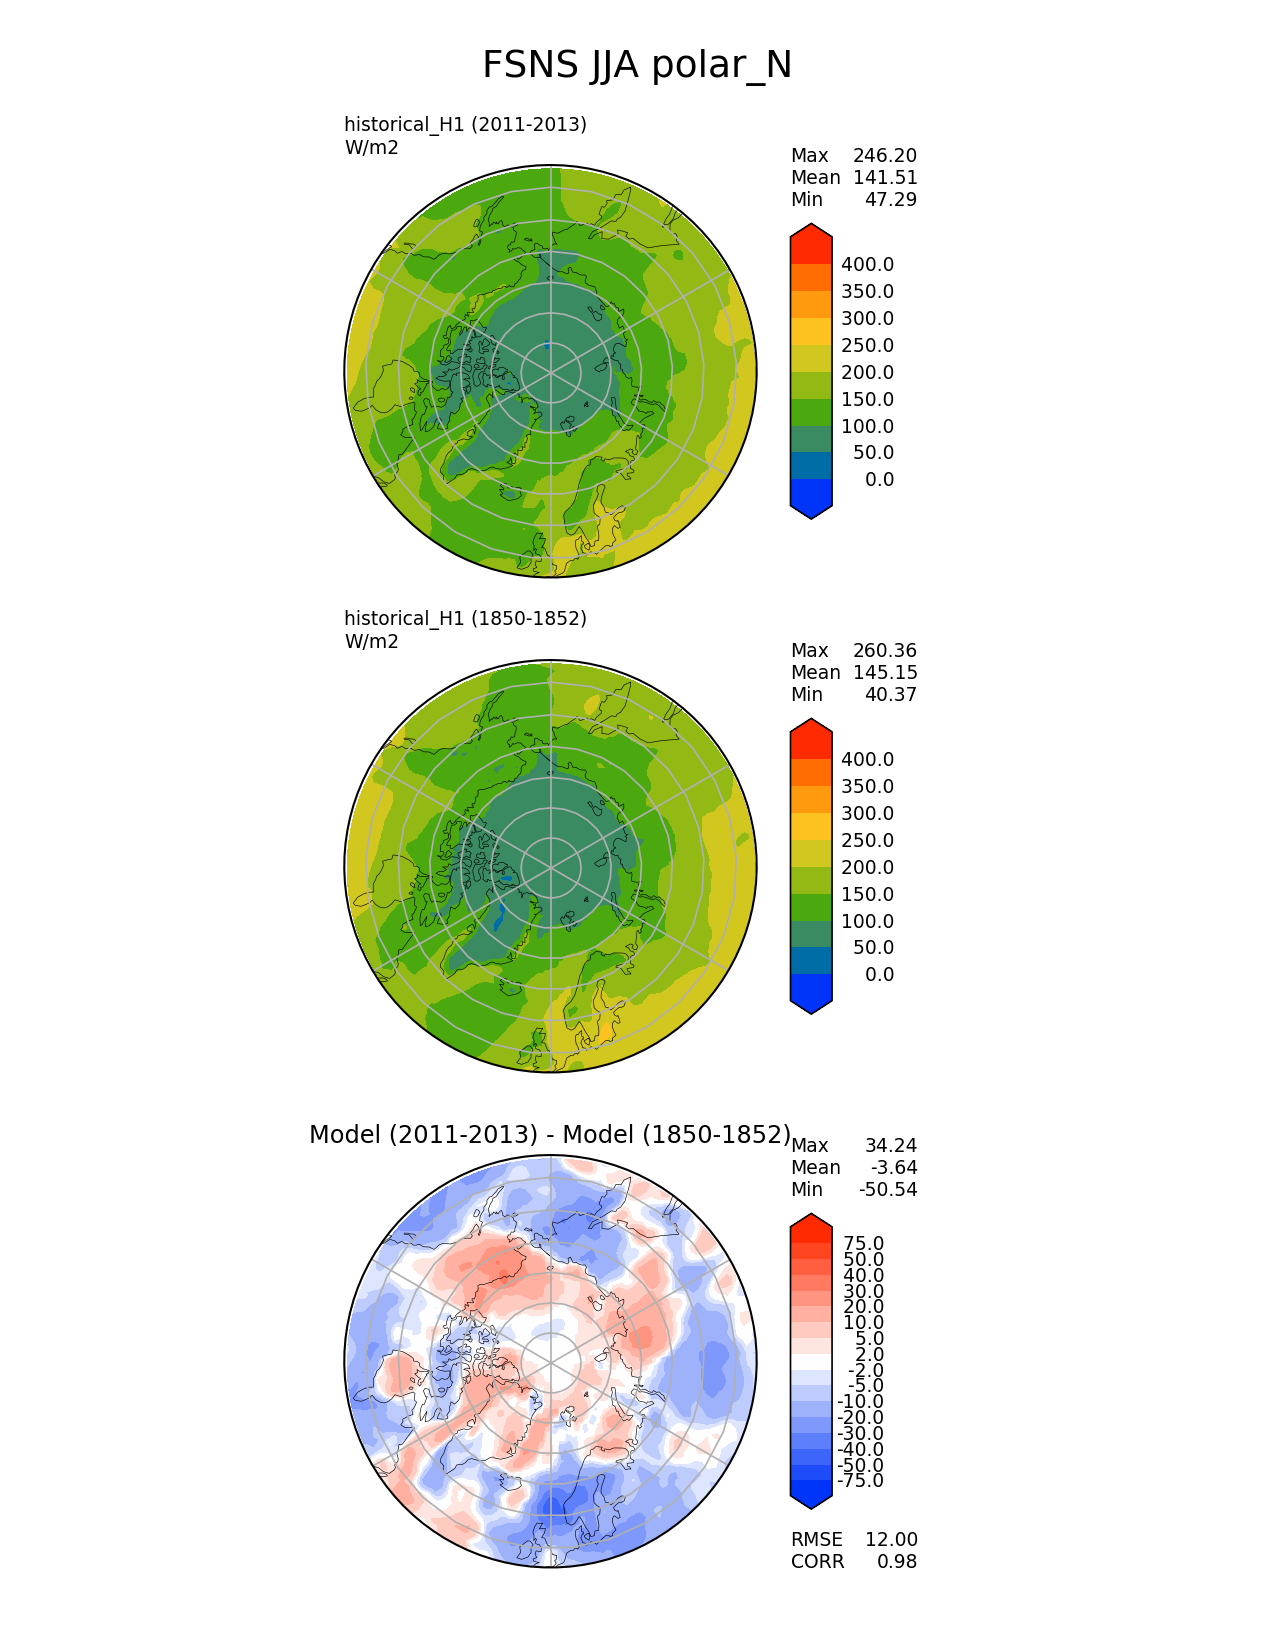 FSNS JJA polar_N
historical_H1 (2011-2013)
W/m2
Max 246.20
Mean 141.51
Min 47.29
400.0
350.0
300.0
250.0
200.0
150.0
100.0
50.0
0.0
historical_H1 (1850-1852)
W/m2
Max 260.36
Mean 145.15
Min 40.37
400.0
350.0
300.0
250.0
200.0
150.0
100.0
50.0
0.0
Model (2011-2013) - Model (1850-1852)
Max 34.24
Mean -3.64
Min -50.54
75.0
50.0
40.0
30.0
20.0
10.0
5.0
2.0
-2.0
-5.0
-10.0
-20.0
-30.0
-40.0
-50.0
-75.0
RMSE 12.00
CORR 0.98